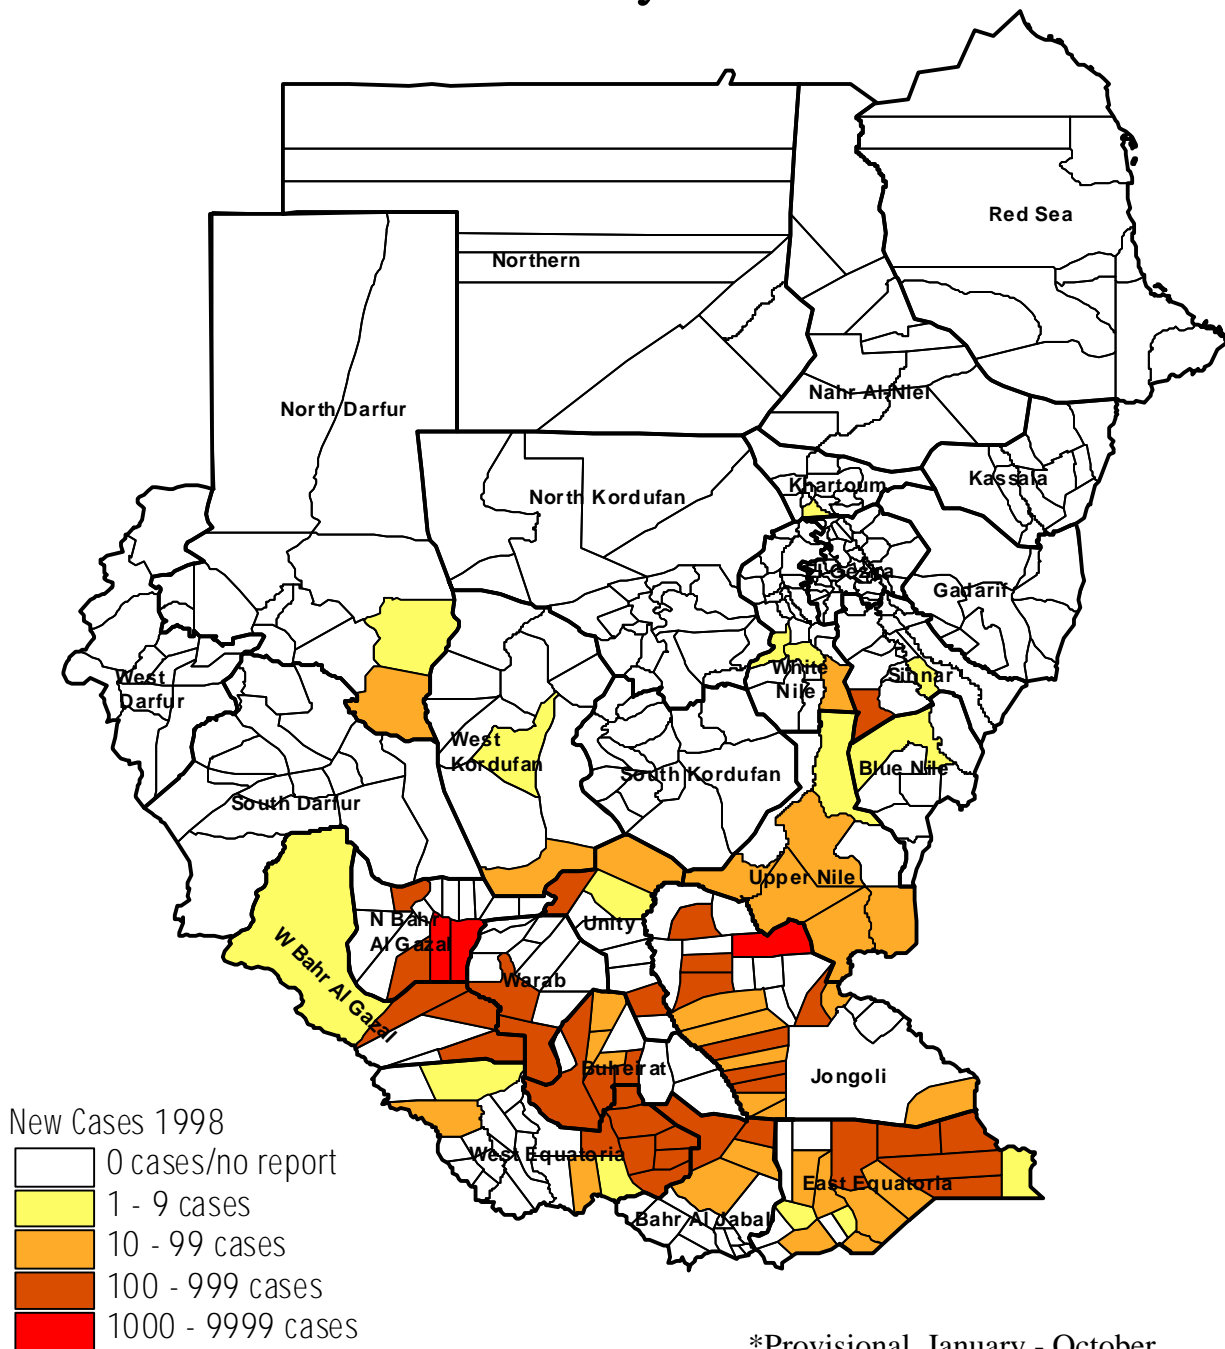 Red Sea
Northern
North Darfur
Nahr Al-Niel
North Kordufan
Khartoum
Kassala
Gadarif
West
Darfur
White
Nile
Sinnar
West
Kordufan
South Kordufan
Blue Nile
South Darfur
Upper Nile
N Bahr
Al Gazal
Unity
W Bahr Al Gazal
Warab
Buheirat
Jongoli
West Equatoria
East Equatoria
Bahr Al Jabal
New Cases 1998
0 cases/no report
1 - 9 cases
10 - 99 cases
100 - 999 cases
1000 - 9999 cases
*Provisional, January - October